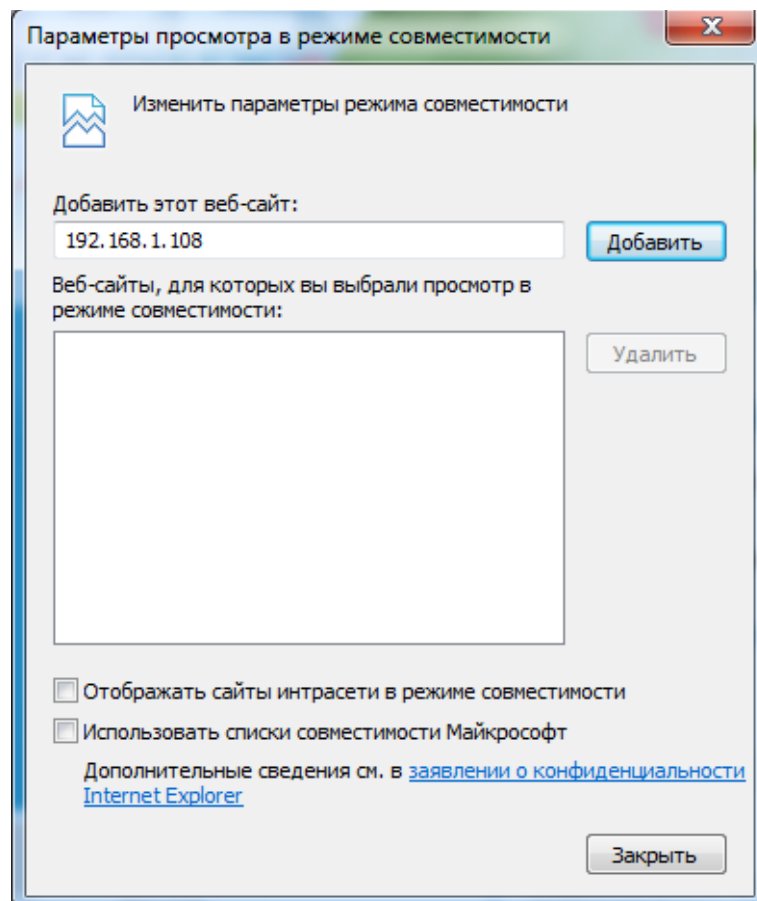 Параметры просмотра в режиме совместимости
Изменить параметры режима совместимости
Добавить этот веб-сайт:
192.168.1.108
Добавить
Веб-сайты, для которых вы выбрали просмотр в
режиме совместимости:
Удалить
Отображать сайты интрасети в режиме совместимости
Использовать списки совместимости Майкрософт
Дополнительные сведения см. в заявлении о конфиденциальности
Internet Explorer
Закрыть